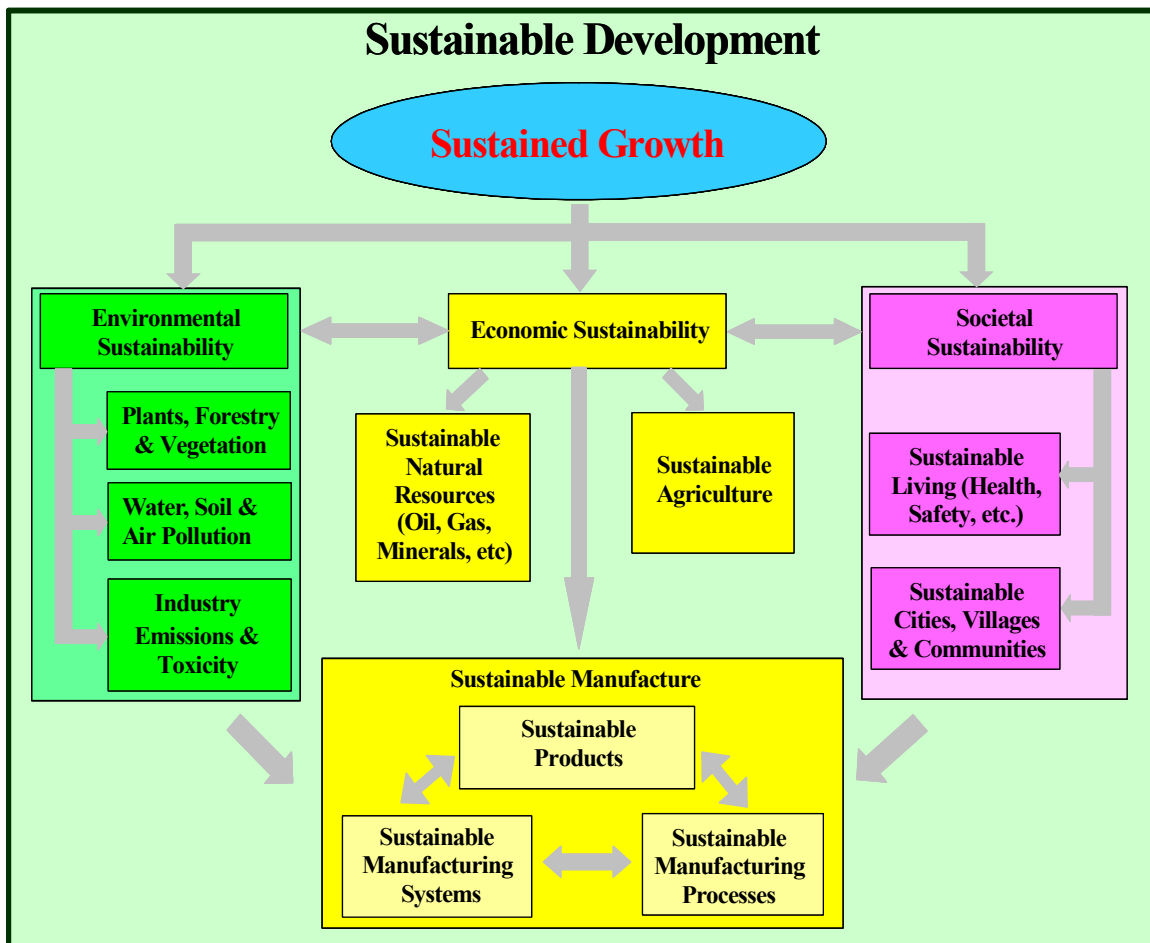 Sustainable Development
Sustained Growth
Environmental
Sustainability
Plants, Forestry
& Vegetation
Water, Soil &
Air Pollution
Industry
Emissions &
Toxicity
Economic Sustainability
Sustainable
Natural
Resources
(Oil, Gas,
Minerals, etc)
Sustainable
Agriculture
Societal
Sustainability
Sustainable
Living (Health,
Safety, etc.)
Sustainable
Cities, Villages
& Communities
Sustainable Manufacture
Sustainable
Products
Sustainable
Manufacturing
Systems
Sustainable
Manufacturing
Processes